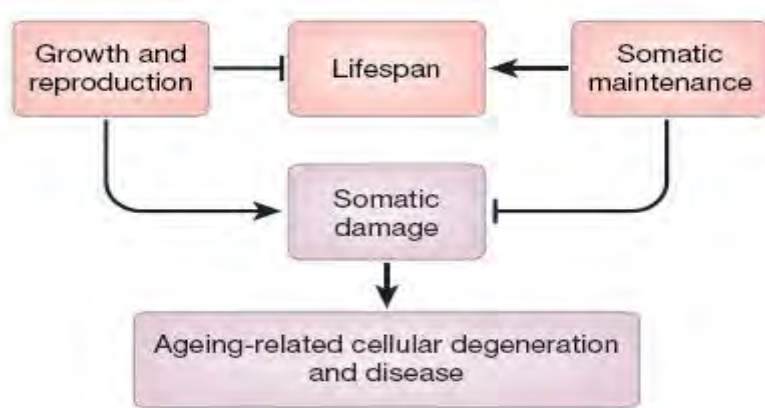 Growth and
reproduction
Lifespan
Somatic
maintenance
Somatic
damage
Ageing-related cellular degeneration
and disease